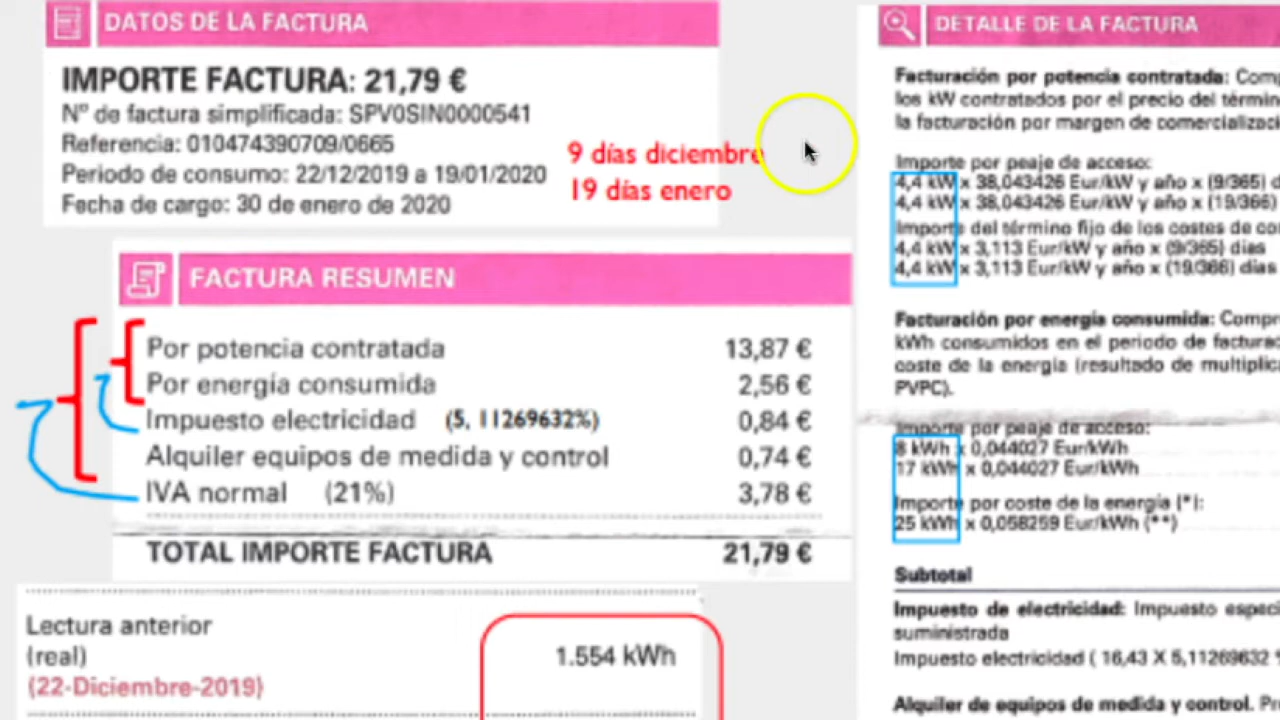 DATOS DE LA FACTURA
IMPORTE FACTURA: 21,79 €
Nº de factura simplificada: SPV0SIN0000541
Referencia: 010474390709/0665
Periodo de consumo: 22/12/2019 a 19/01/2020
Fecha de cargo: 30 de enero de 2020
9 días diciembre
19 días enero
FACTURA RESUMEN
Por potencia contratada 13,87 €
Por energía consumida 2,56 €
Impuesto electricidad (5, 11269632%) 0,84 €
Alquiler equipos de medida y control 0,74 €
IVA normal (21%) 3,78 €
TOTAL IMPORTE FACTURA 21,79 €
Lectura anterior
(real) 1.554 kWh
(22-Diciembre-2019)
DETALLE DE LA FACTURA
Facturación por potencia contratada: Comp
los kW contratados por el precio del términ
la facturación por margen de comercializaci
Importe por peaje de acceso:
4,4 kW x 38,043426 Eur/kW y año x (9/365) d
4,4 kW x 38,043426 Eur/kW y año x (19/366)
Importe del término fijo de los costes de co
4,4 kW x 3,113 Eur/kW y año x (9/365) días
4,4 kW x 3,113 Eur/kW y año x (19/366) días
Facturación por energía consumida: Compr
kWh consumidos en el periodo de facturac
coste de la energía (resultado de multiplica
PVPC).
Importe por peaje de acceso:
8 kWh x 0,044027 Eur/kWh
17 kWh x 0,044027 Eur/kWh
Importe por coste de la energía (*):
25 kWh x 0,058259 Eur/kWh (**)
Subtotal
Impuesto de electricidad: Impuesto especi
suministrada
Impuesto electricidad ( 16,43 X 5,11269632 %
Alquiler de equipos de medida y control. Pr